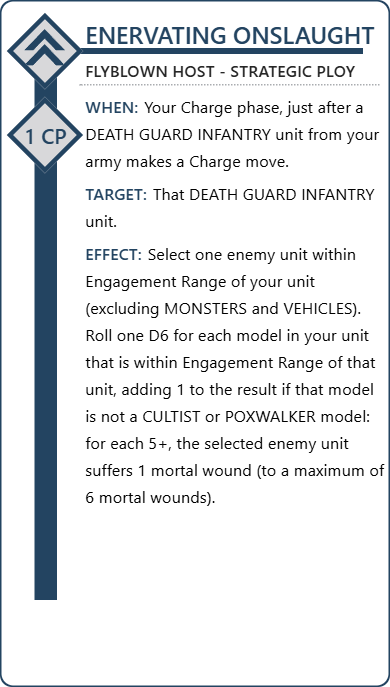 ENERVATING ONSLAUGHT
FLYBLOWN HOST - STRATEGIC PLOY
1 CP
WHEN: Your Charge phase, just after a
DEATH GUARD INFANTRY unit from your
army makes a Charge move.
TARGET: That DEATH GUARD INFANTRY
unit.
EFFECT: Select one enemy unit within
Engagement Range of your unit
(excluding MONSTERS and VEHICLES).
Roll one D6 for each model in your unit
that is within Engagement Range of that
unit, adding 1 to the result if that model
is not a CULTIST or POXWALKER model:
for each 5+, the selected enemy unit
suffers 1 mortal wound (to a maximum of
6 mortal wounds).